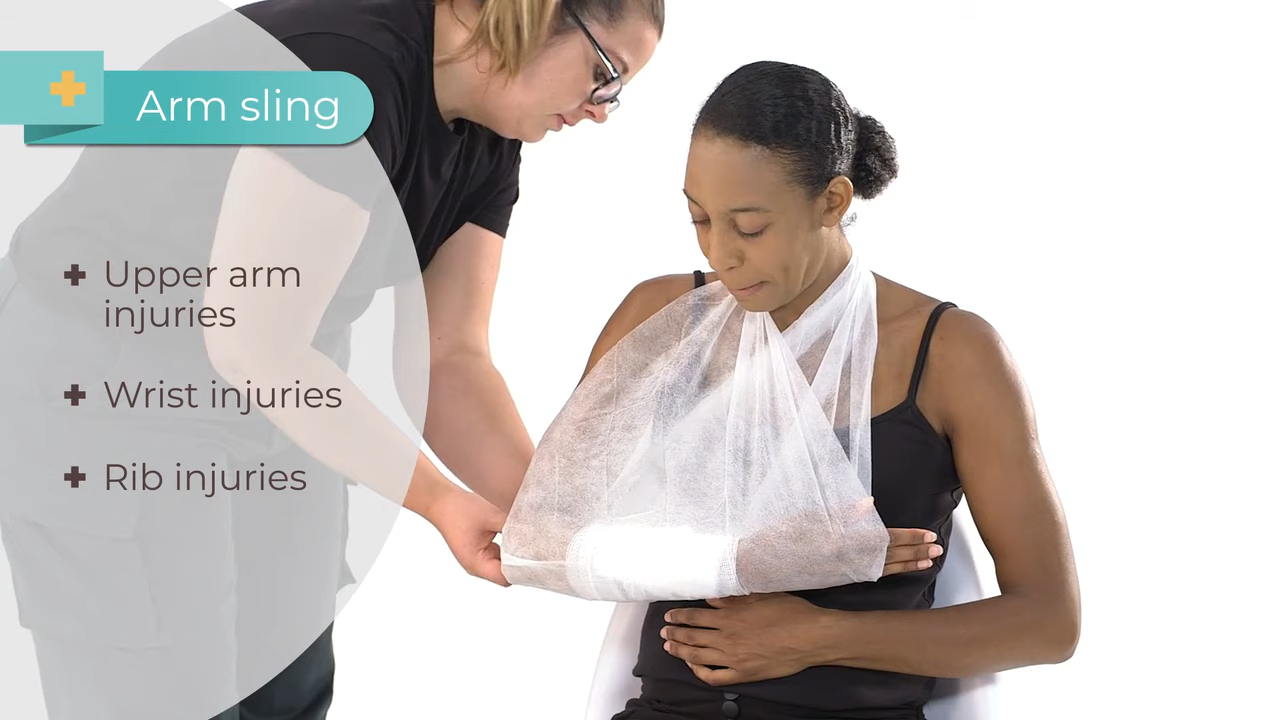 Arm sling
Upper arm
injuries
Wrist injuries
Rib injuries